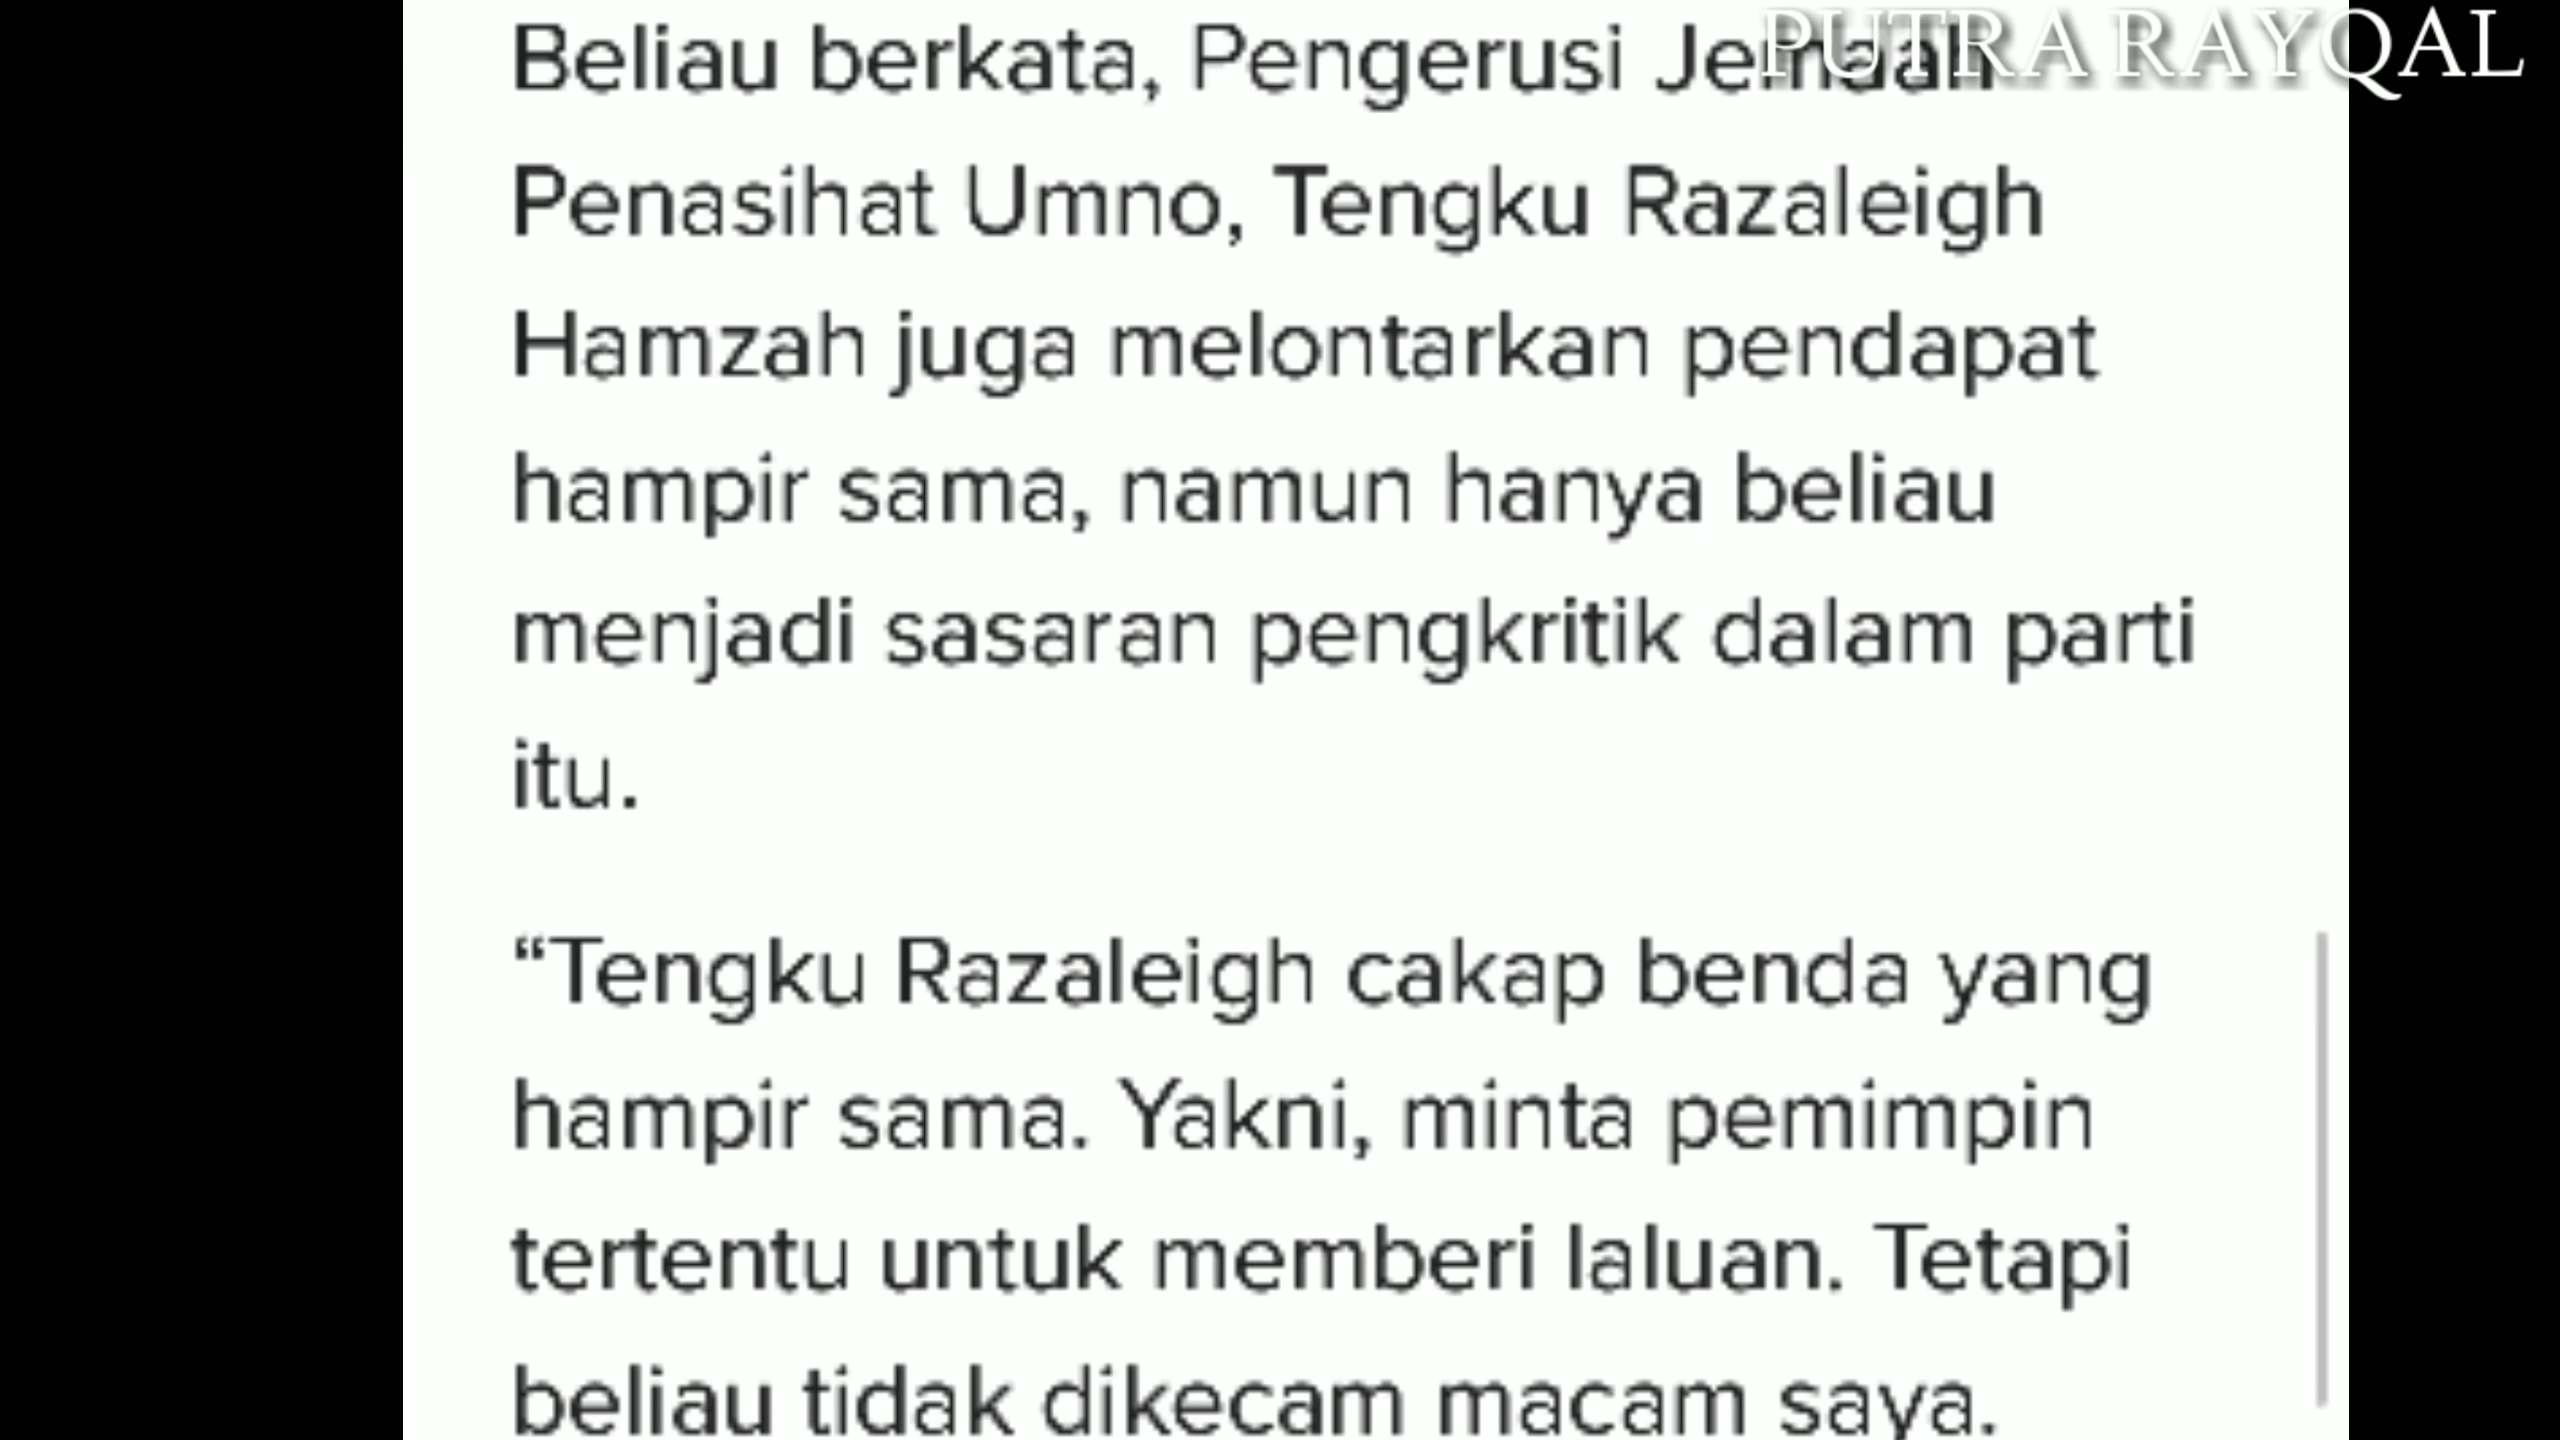 PUTRA RAYQAL
Beliau berkata, Pengerusi Jemaah
Penasihat Umno, Tengku Razaleigh
Hamzah juga melontarkan pendapat
hampir sama, namun hanya beliau
menjadi sasaran pengkritik dalam parti
itu.
“Tengku Razaleigh cakap benda yang
hampir sama. Yakni, minta pemimpin
tertentu untuk memberi laluan. Tetapi
beliau tidak dikecam macam saya.